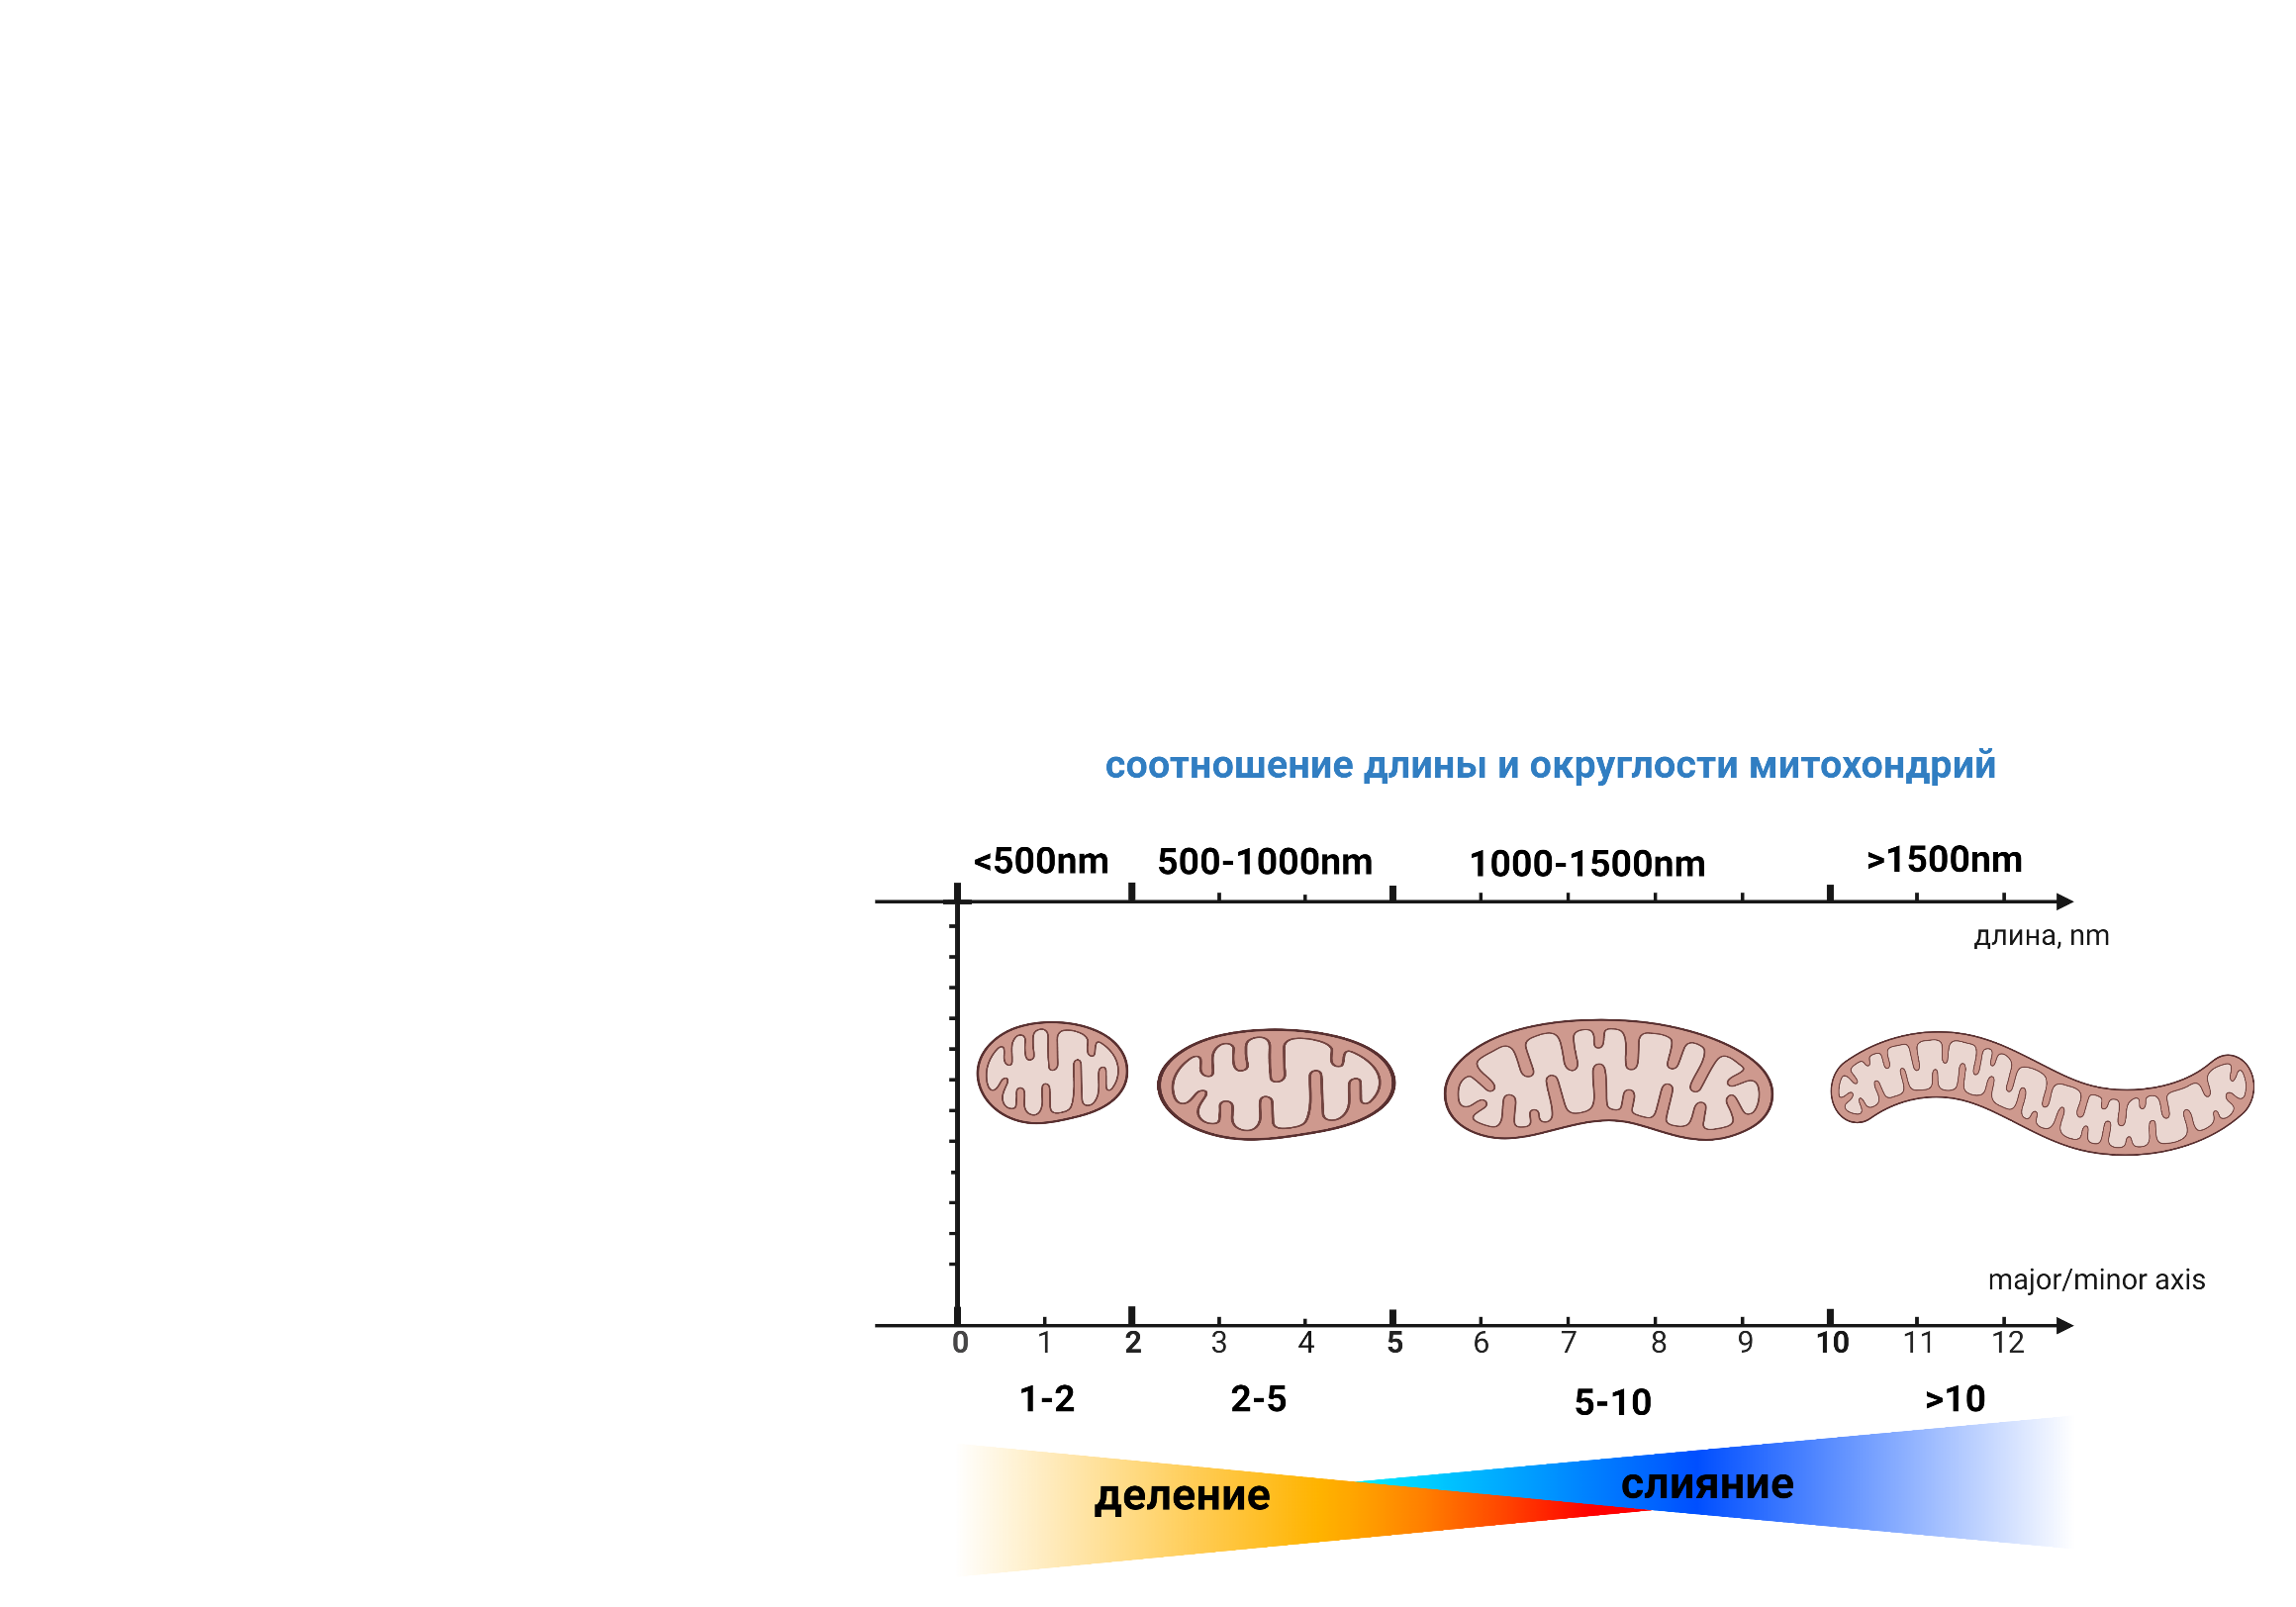 соотношение длины и округлости митохондрий
<500nm 500-1000nm 1000-1500nm >1500nm
длина, nm
major/minor axis
0 1 2 3 4 5 6 7 8 9 10 11 12
1-2 2-5 5-10 >10
деление слияние